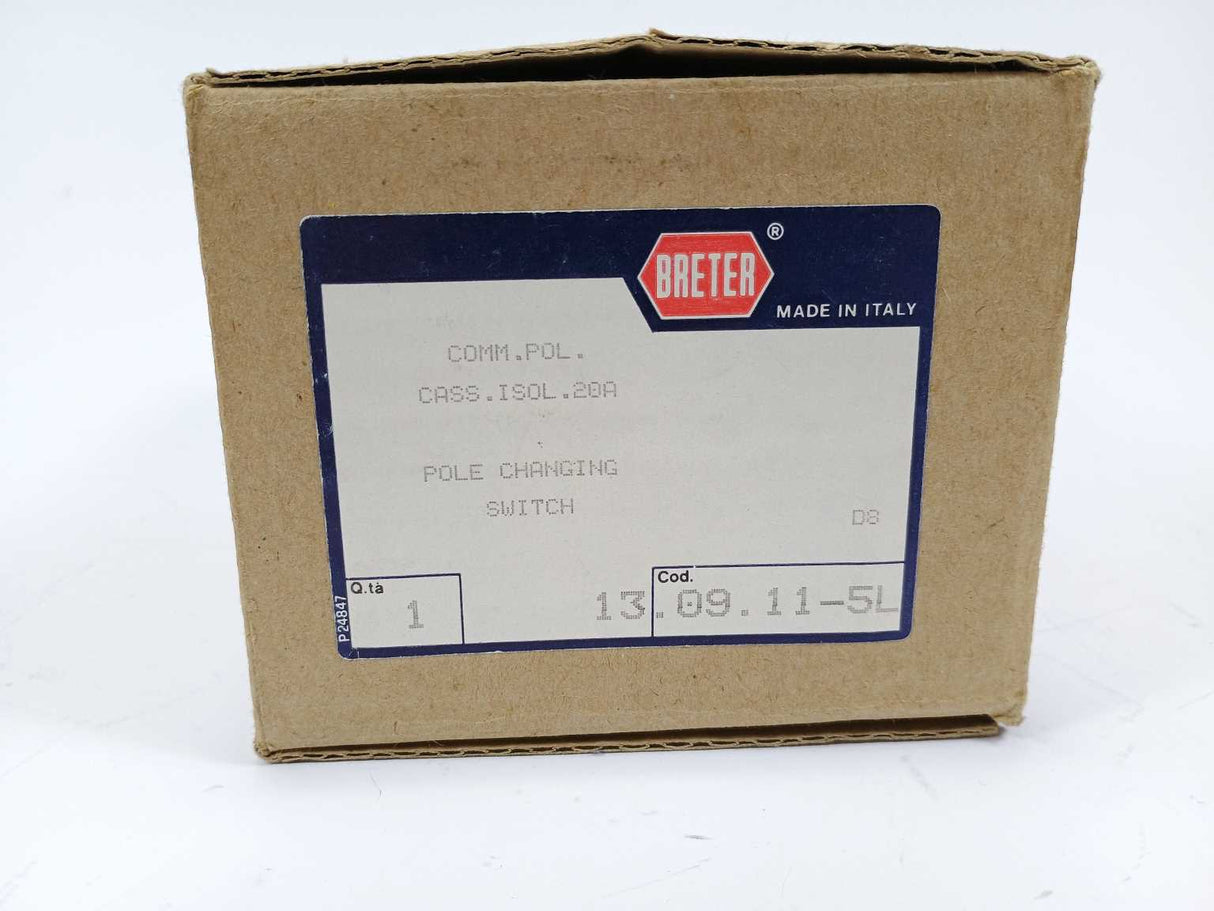 BRETER ®
MADE IN ITALY
COMM.POL.
CASS.ISOL.20A
POLE CHANGING
SWITCH
D8
Q.tà
1
Cod.
13.09.11-5L
P24847